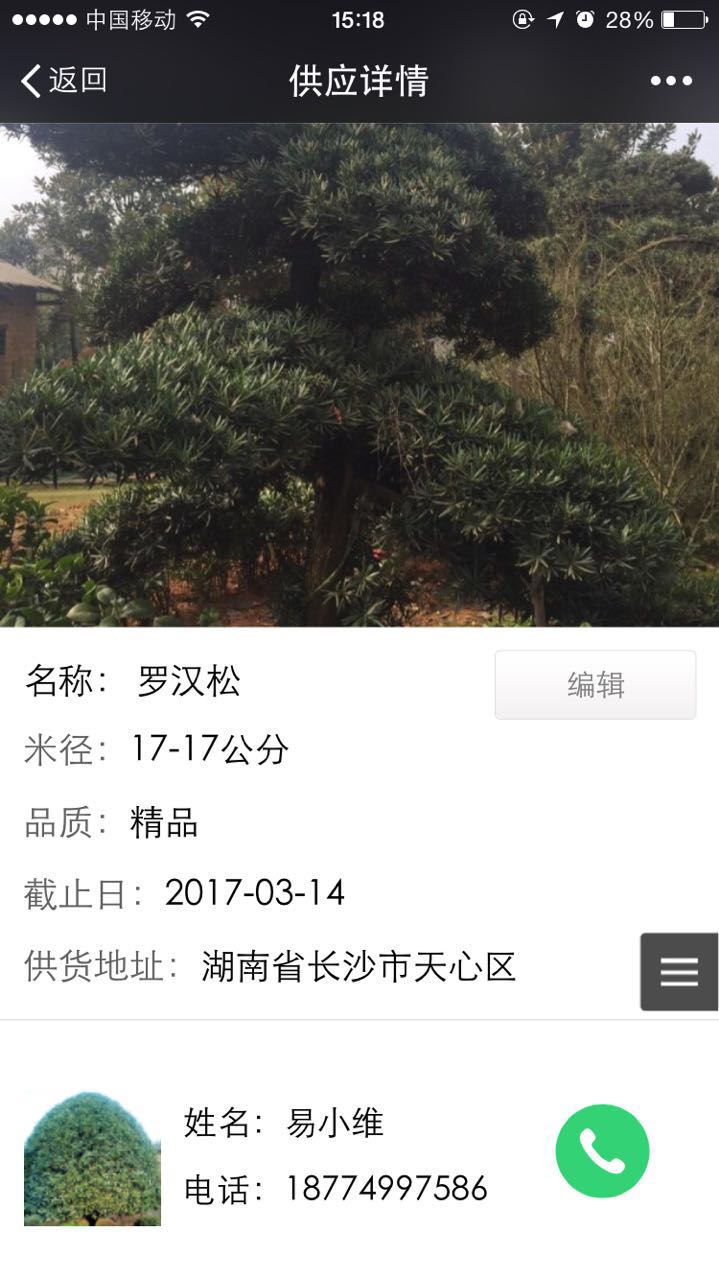 中国移动 15:18 28%
返回 供应详情
名称： 罗汉松
编辑
米径： 17-17公分
品质： 精品
截止日： 2017-03-14
供货地址： 湖南省长沙市天心区
姓名： 易小维
电话： 18774997586